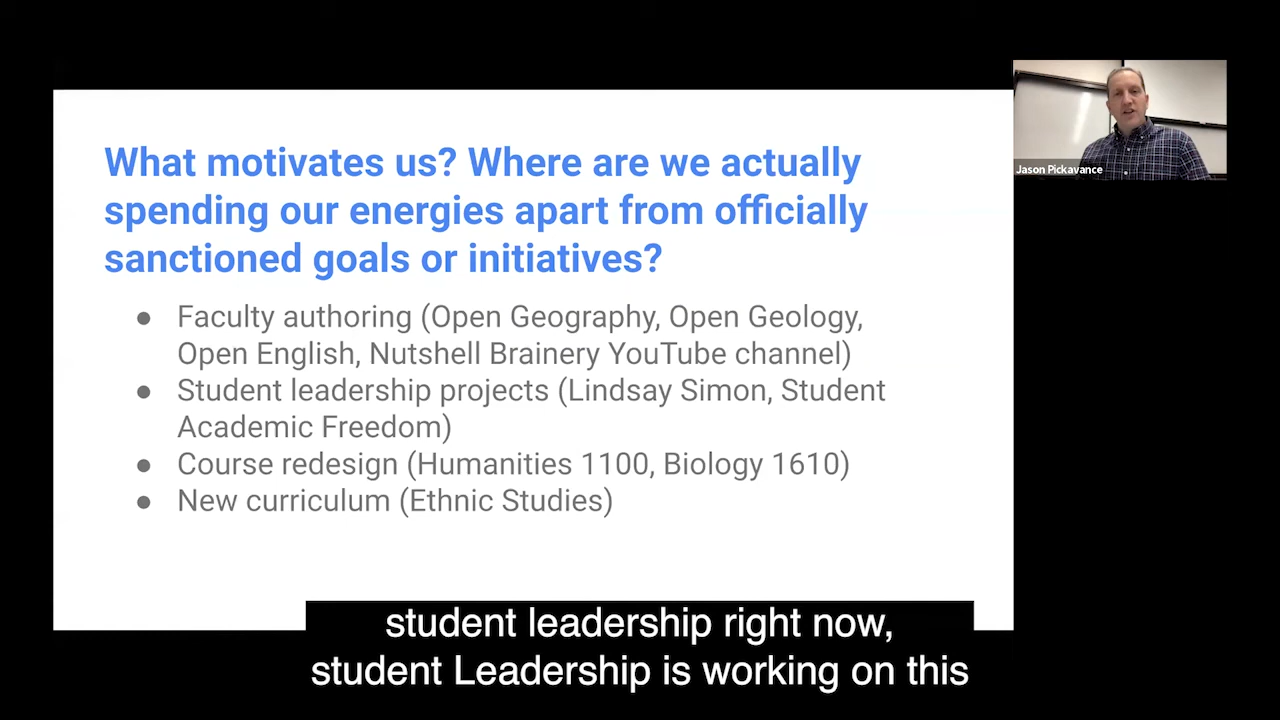 What motivates us? Where are we actually
spending our energies apart from officially
sanctioned goals or initiatives?
● Faculty authoring (Open Geography, Open Geology,
Open English, Nutshell Brainery YouTube channel)
● Student leadership projects (Lindsay Simon, Student
Academic Freedom)
● Course redesign (Humanities 1100, Biology 1610)
● New curriculum (Ethnic Studies)
Jason Pickavance
student leadership right now,
student Leadership is working on this